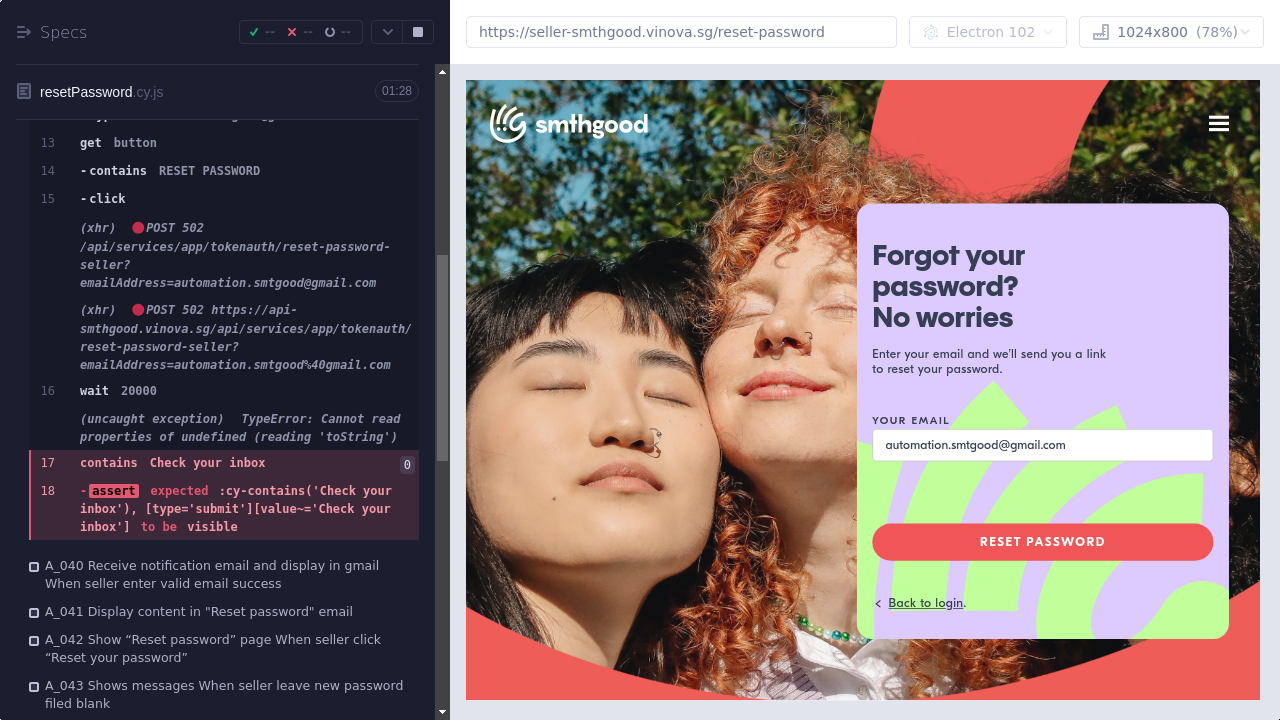 Specs
--
--
--
https://seller-smthgood.vinova.sg/reset-password
Electron 102
1024x800 (78%)
resetPassword.cy.js
01:28
13 get button
14 -contains RESET PASSWORD
15 -click
(xhr) POST 502
/api/services/app/tokenauth/reset-password-
seller?
emailAddress=automation.smtgood@gmail.com
(xhr) POST 502 https://api-
smthgood.vinova.sg/api/services/app/tokenauth/
reset-password-seller?
emailAddress=automation.smtgood%40gmail.com
16 wait 20000
(uncaught exception) TypeError: Cannot read
properties of undefined (reading 'toString')
17 contains Check your inbox 0
18 -assert expected :cy-contains('Check your
inbox'), [type='submit'][value~='Check your
inbox'] to be visible
A_040 Receive notification email and display in gmail
When seller enter valid email success
A_041 Display content in "Reset password" email
A_042 Show “Reset password” page When seller click
“Reset your password”
A_043 Shows messages When seller leave new password
filed blank
smthgood
Forgot your
password?
No worries
Enter your email and we’ll send you a link
to reset your password.
YOUR EMAIL
automation.smtgood@gmail.com
RESET PASSWORD
< Back to login.